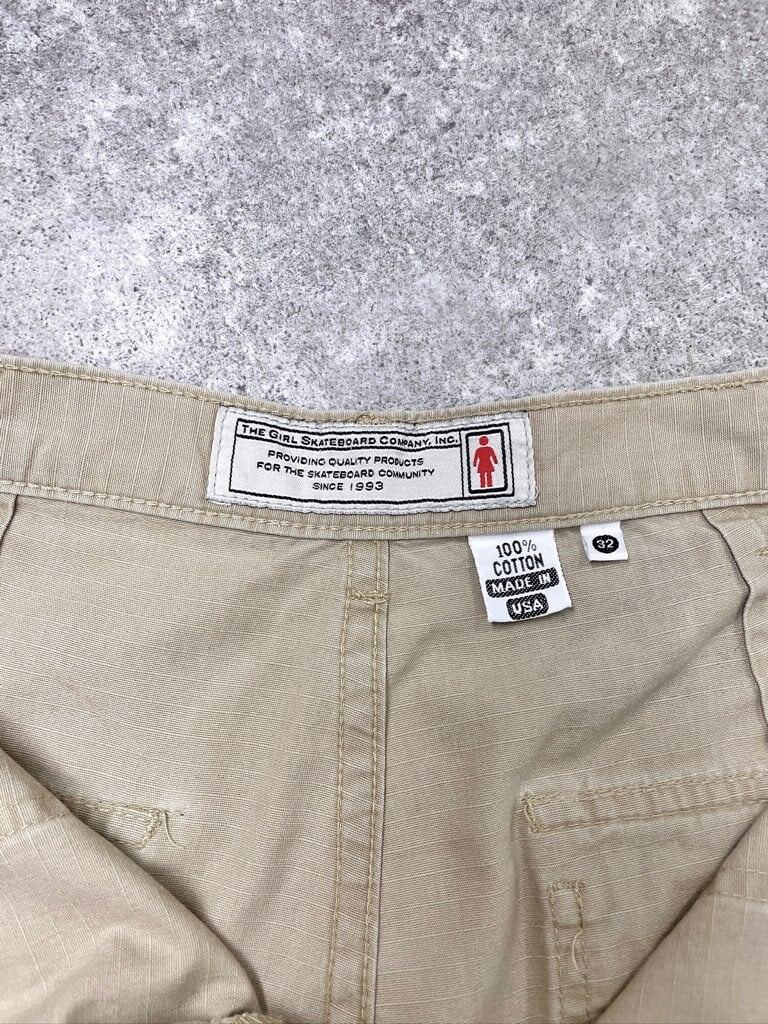 THE GIRL SKATEBOARD COMPANY, INC.
PROVIDING QUALITY PRODUCTS
FOR THE SKATEBOARD COMMUNITY
SINCE 1993
100%
COTTON
MADE IN
USA
32